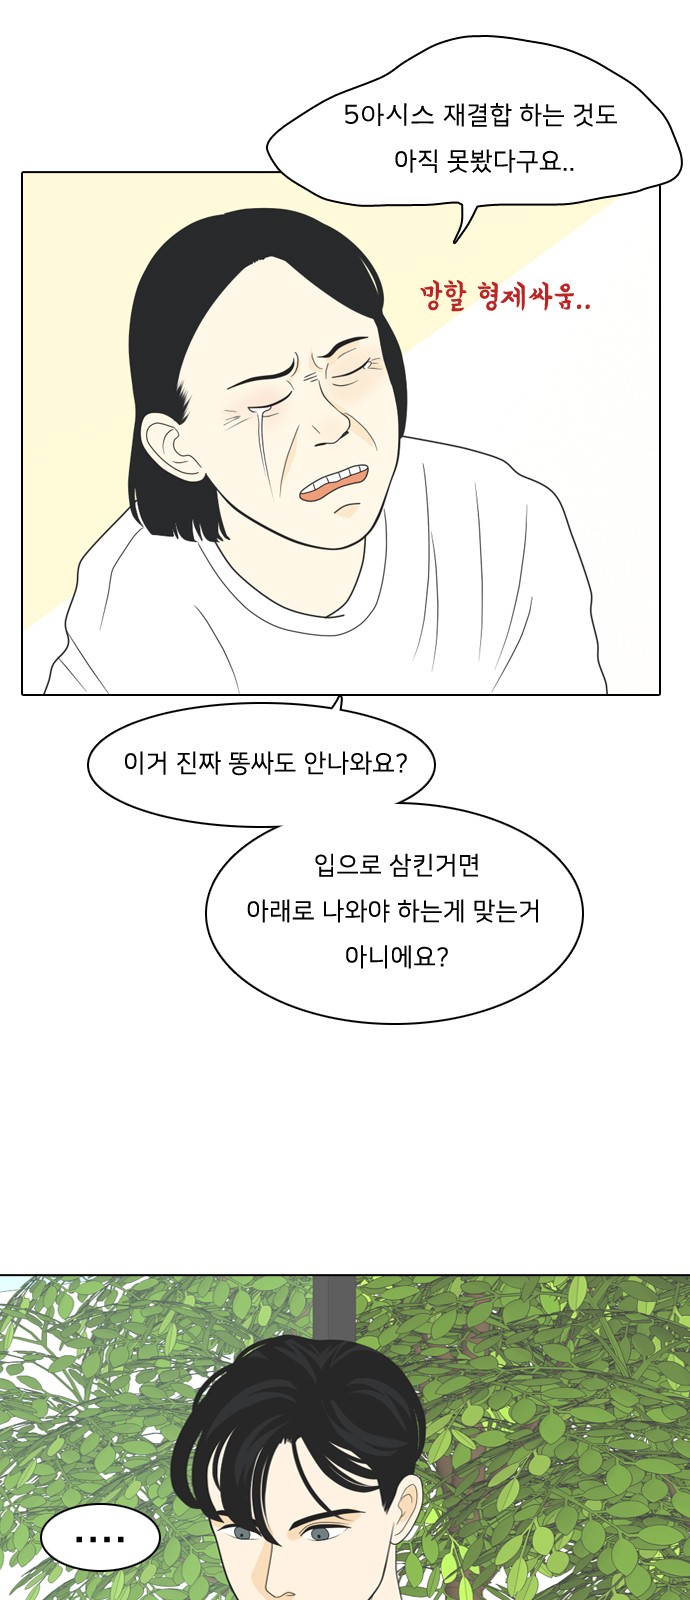 5아시스 재결합 하는 것도
아직 못봤다구요..
망할 형제싸움..
이거 진짜 똥싸도 안나와요?
입으로 삼킨거면
아래로 나와야 하는게 맞는거
아니에요?
....